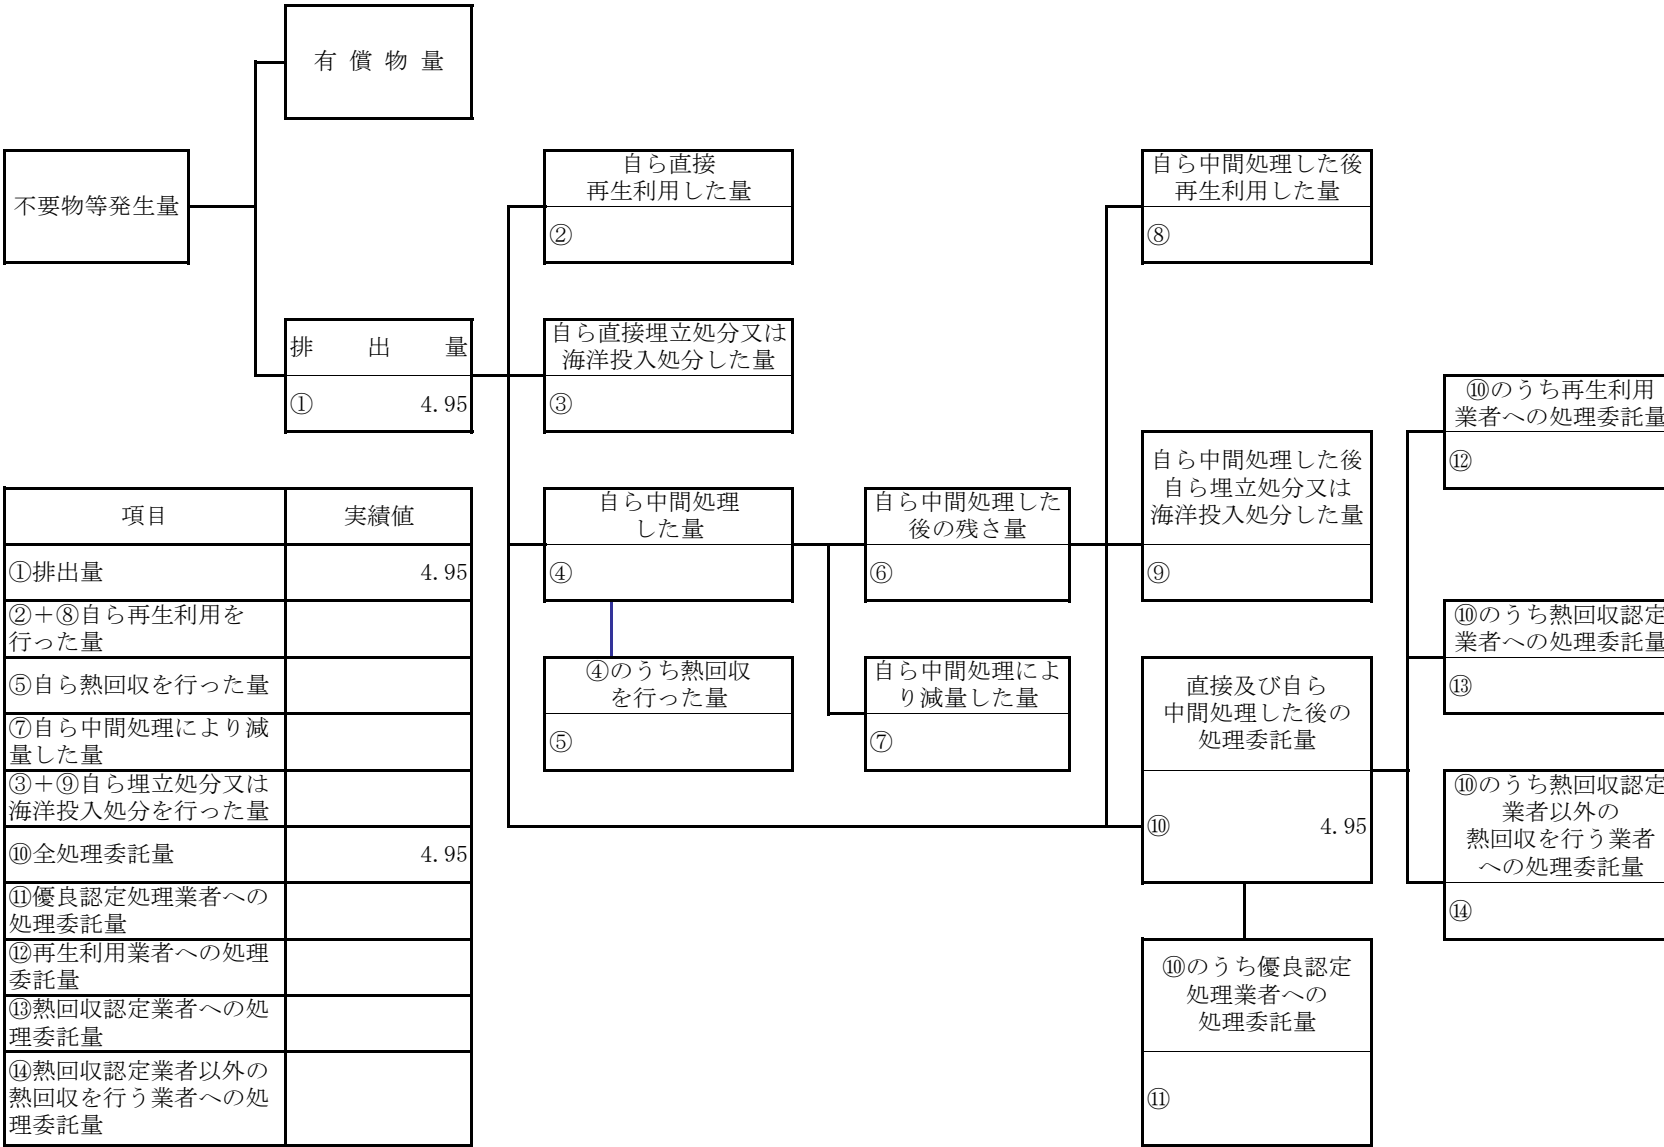 有償物量
不要物等発生量
排出量
① 4.95
自ら直接
再生利用した量
②
自ら直接埋立処分又は
海洋投入処分した量
③
自ら中間処理
した量
④
④のうち熱回収
を行った量
⑤
自ら中間処理した
後の残さ量
⑥
自ら中間処理によ
り減量した量
⑦
自ら中間処理した後
再生利用した量
⑧
自ら中間処理した後
自ら埋立処分又は
海洋投入処分した量
⑨
直接及び自ら
中間処理した後の
処理委託量
⑩ 4.95
⑩のうち優良認定
処理業者への
処理委託量
⑪
⑩のうち再生利用
業者への処理委託量
⑫
⑩のうち熱回収認定
業者への処理委託量
⑬
⑩のうち熱回収認定
業者以外の
熱回収を行う業者
への処理委託量
⑭
項目 実績値
①排出量 4.95
②+⑧自ら再生利用を
行った量
⑤自ら熱回収を行った量
⑦自ら中間処理により減
量した量
③+⑨自ら埋立処分又は
海洋投入処分を行った量
⑩全処理委託量 4.95
⑪優良認定処理業者への
処理委託量
⑫再生利用業者への処理
委託量
⑬熱回収認定業者への処
理委託量
⑭熱回収認定業者以外の
熱回収を行う業者への処
理委託量